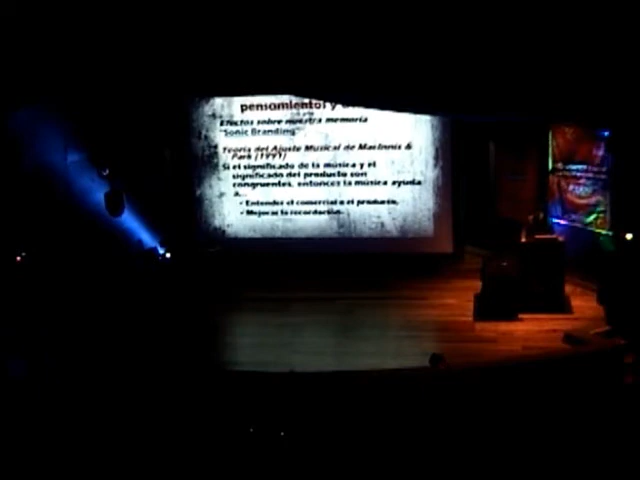 pensamientos y
Efectos sobre nuestra memoria
"Sonic Branding"
Teoría del Ajuste Musical de MacInnis &
Park (1991)
Si el significado de la música y el
significado del producto son
congruentes, entonces la música ayuda
a...
• Entender el comercial o el producto,
• Mejorar la recordación.